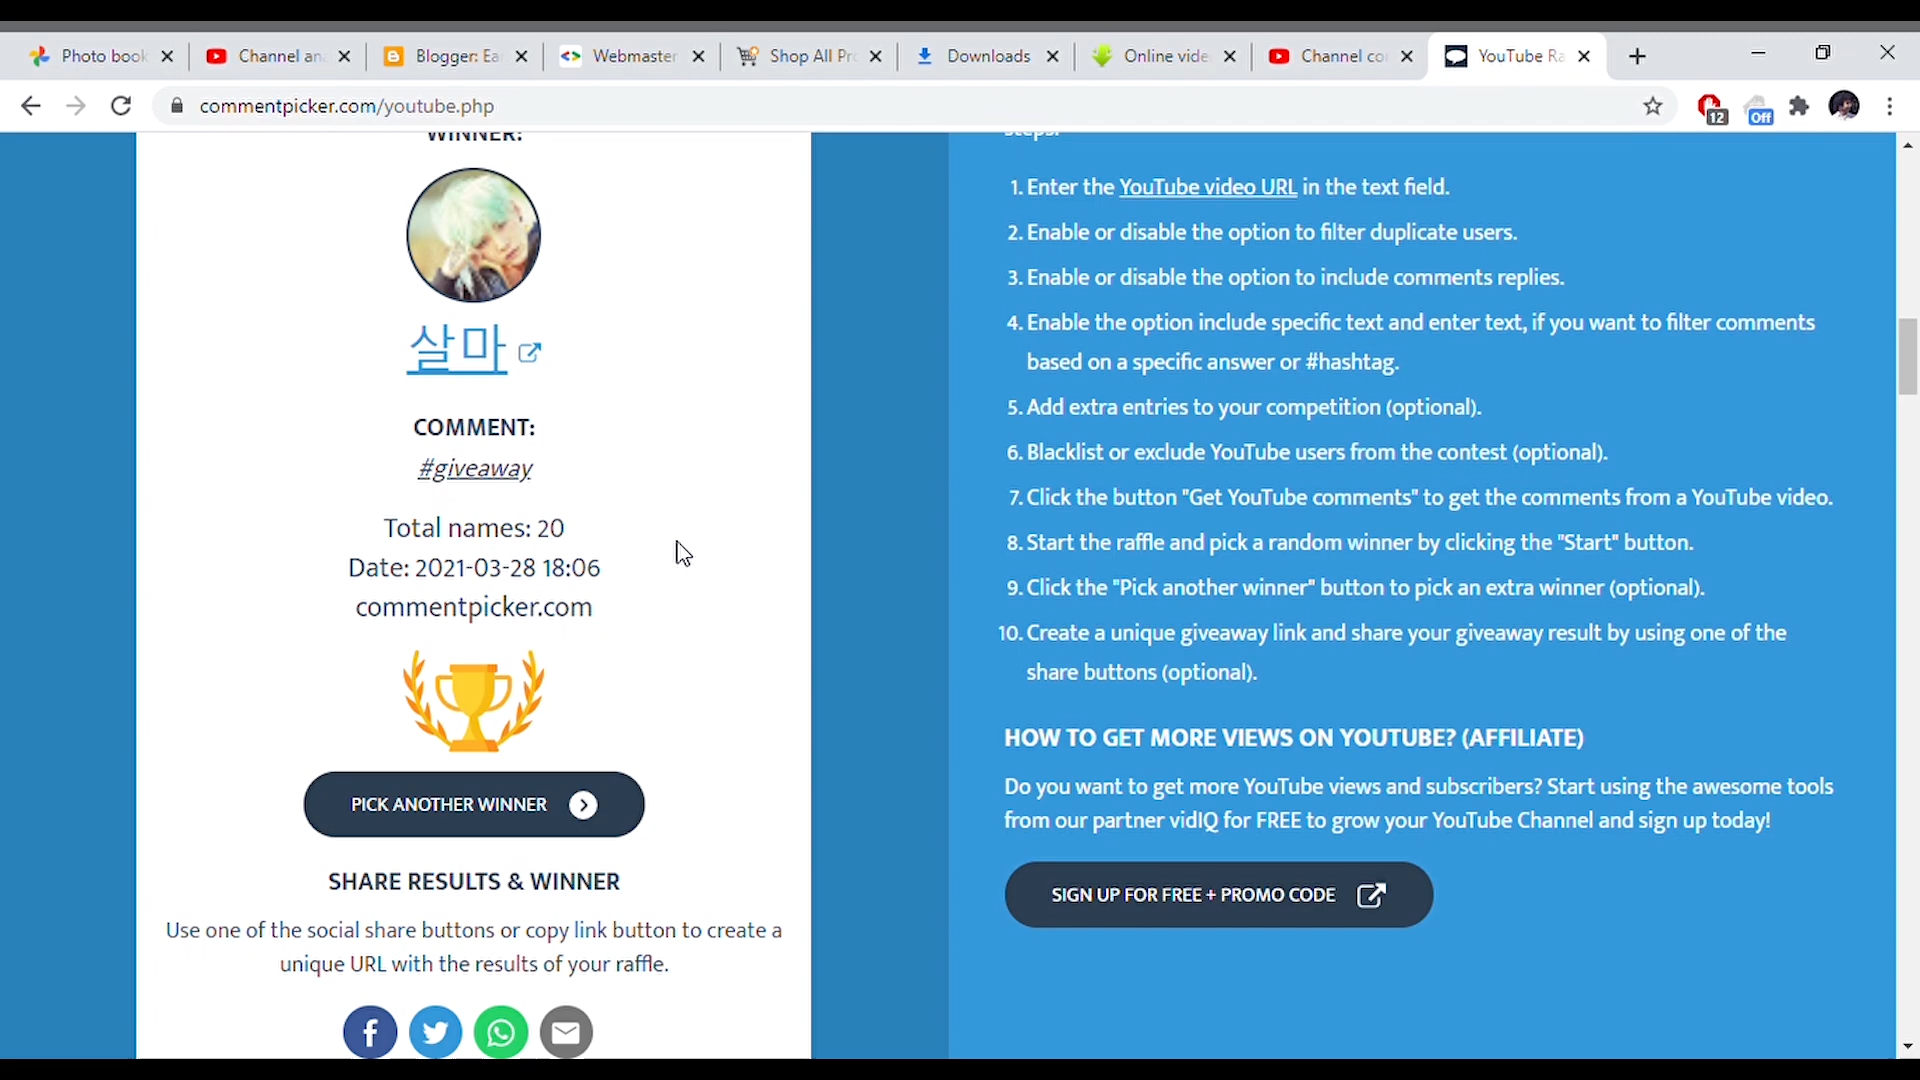 Photo book
Channel an
Blogger: Ea
Webmaster
Shop All Pr
Downloads
Online vide
Channel co
YouTube Ra
commentpicker.com/youtube.php
12
Off
WINNER:
살마
COMMENT:
#giveaway
Total names: 20
Date: 2021-03-28 18:06
commentpicker.com
PICK ANOTHER WINNER
SHARE RESULTS & WINNER
Use one of the social share buttons or copy link button to create a
unique URL with the results of your raffle.
steps:
1. Enter the YouTube video URL in the text field.
2. Enable or disable the option to filter duplicate users.
3. Enable or disable the option to include comments replies.
4. Enable the option include specific text and enter text, if you want to filter comments
based on a specific answer or #hashtag.
5. Add extra entries to your competition (optional).
6. Blacklist or exclude YouTube users from the contest (optional).
7. Click the button "Get YouTube comments" to get the comments from a YouTube video.
8. Start the raffle and pick a random winner by clicking the "Start" button.
9. Click the "Pick another winner" button to pick an extra winner (optional).
10. Create a unique giveaway link and share your giveaway result by using one of the
share buttons (optional).
HOW TO GET MORE VIEWS ON YOUTUBE? (AFFILIATE)
Do you want to get more YouTube views and subscribers? Start using the awesome tools
from our partner vidIQ for FREE to grow your YouTube Channel and sign up today!
SIGN UP FOR FREE + PROMO CODE